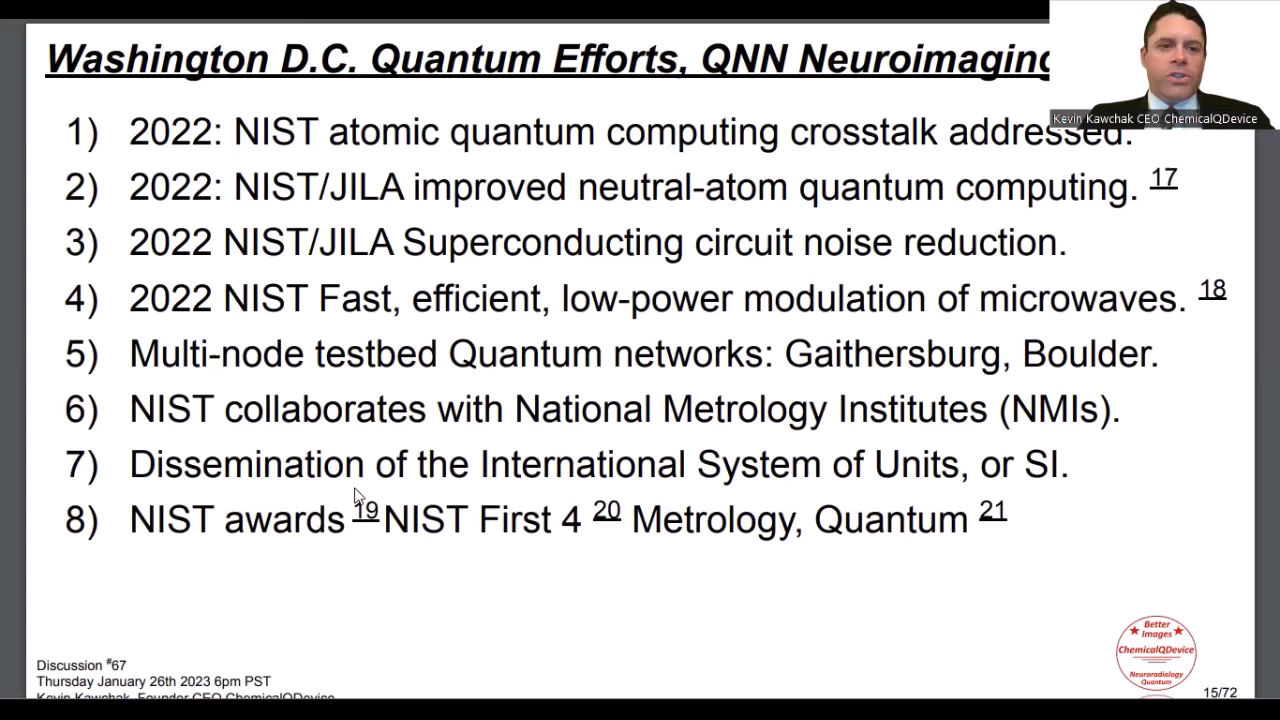 Washington D.C. Quantum Efforts, QNN Neuroimaging
Kevin Kawchak CEO ChemicalQDevice
1) 2022: NIST atomic quantum computing crosstalk addressed.
2) 2022: NIST/JILA improved neutral-atom quantum computing. 17
3) 2022 NIST/JILA Superconducting circuit noise reduction.
4) 2022 NIST Fast, efficient, low-power modulation of microwaves. 18
5) Multi-node testbed Quantum networks: Gaithersburg, Boulder.
6) NIST collaborates with National Metrology Institutes (NMIs).
7) Dissemination of the International System of Units, or SI.
8) NIST awards 19 NIST First 4 20 Metrology, Quantum 21
Better
Images
ChemicalQDevice
Neuroradiology
Quantum
Discussion #67
Thursday January 26th 2023 6pm PST
Kevin Kawchak, Founder CEO ChemicalQDevice
15/72